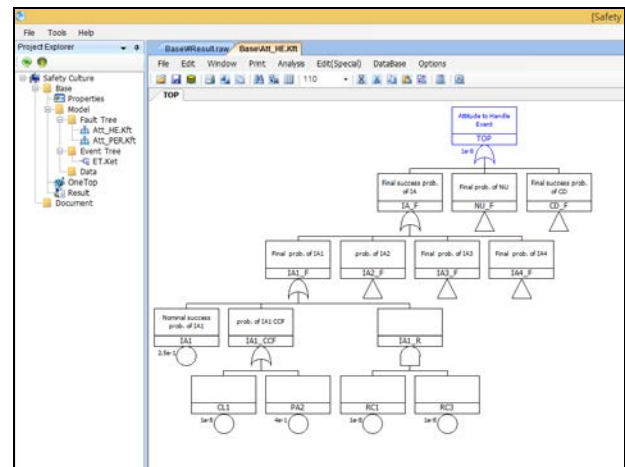 [Safety
File Tools Help
Project Explorer
Base\#Result.raw Base\Att_HE.Kft
File Edit Window Print Analysis Edit(Special) DataBase Options
110
TOP
Safety Culture
Base
Properties
Model
Fault Tree
Att_HE.Kft
Att_PER.Kft
Event Tree
ET.Ket
Data
OneTop
Result
Document
Attitude to Handle
Event
TOP
1e-8
Final success prob.
of IA
IA_F
Final prob. of NU
NU_F
Final success prob.
of CD
CD_F
Final prob. of IA1
IA1_F
prob. of IA2
IA2_F
Final prob. of IA3
IA3_F
Final prob. of IA4
IA4_F
Nominal success
prob. of IA1
IA1
2.5e-1
prob. of IA1-CCF
IA1_CCF
IA1_R
CL1
1e-8
PA2
4e-1
RC1
1e-8
RC3
1e-8